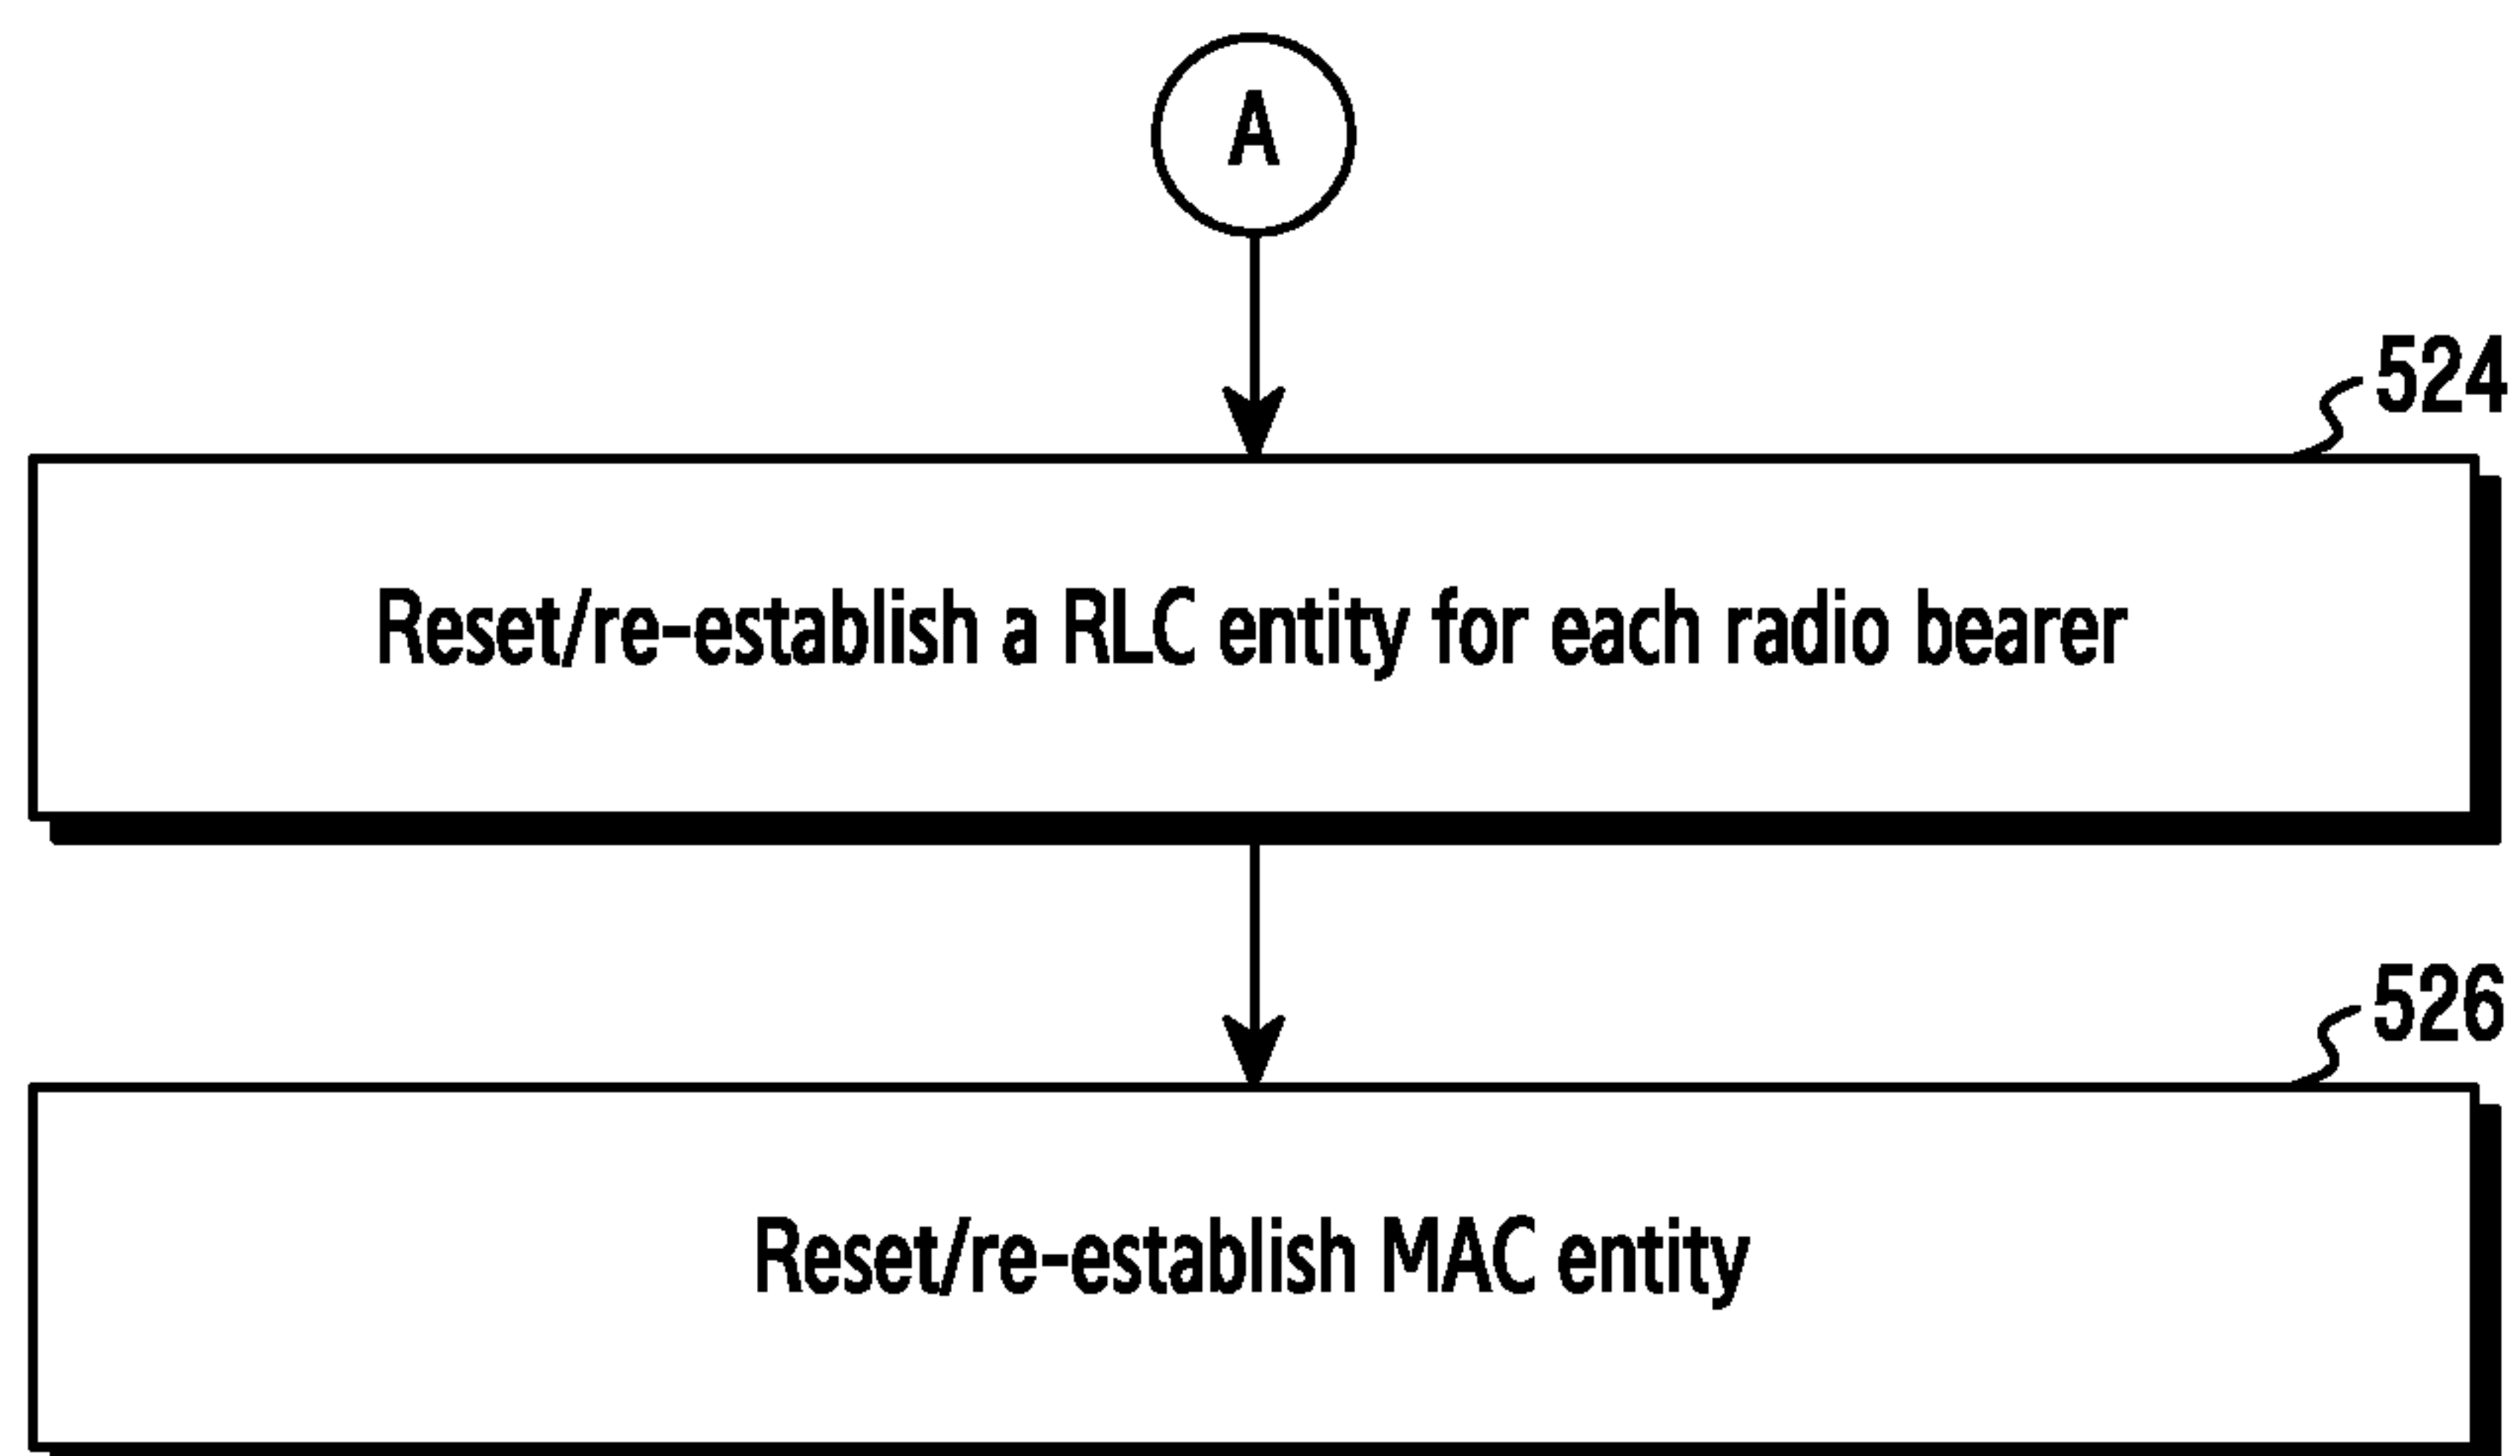 A
524
Reset/re-establish a RLC entity for each radio bearer
526
Reset/re-establish MAC entity